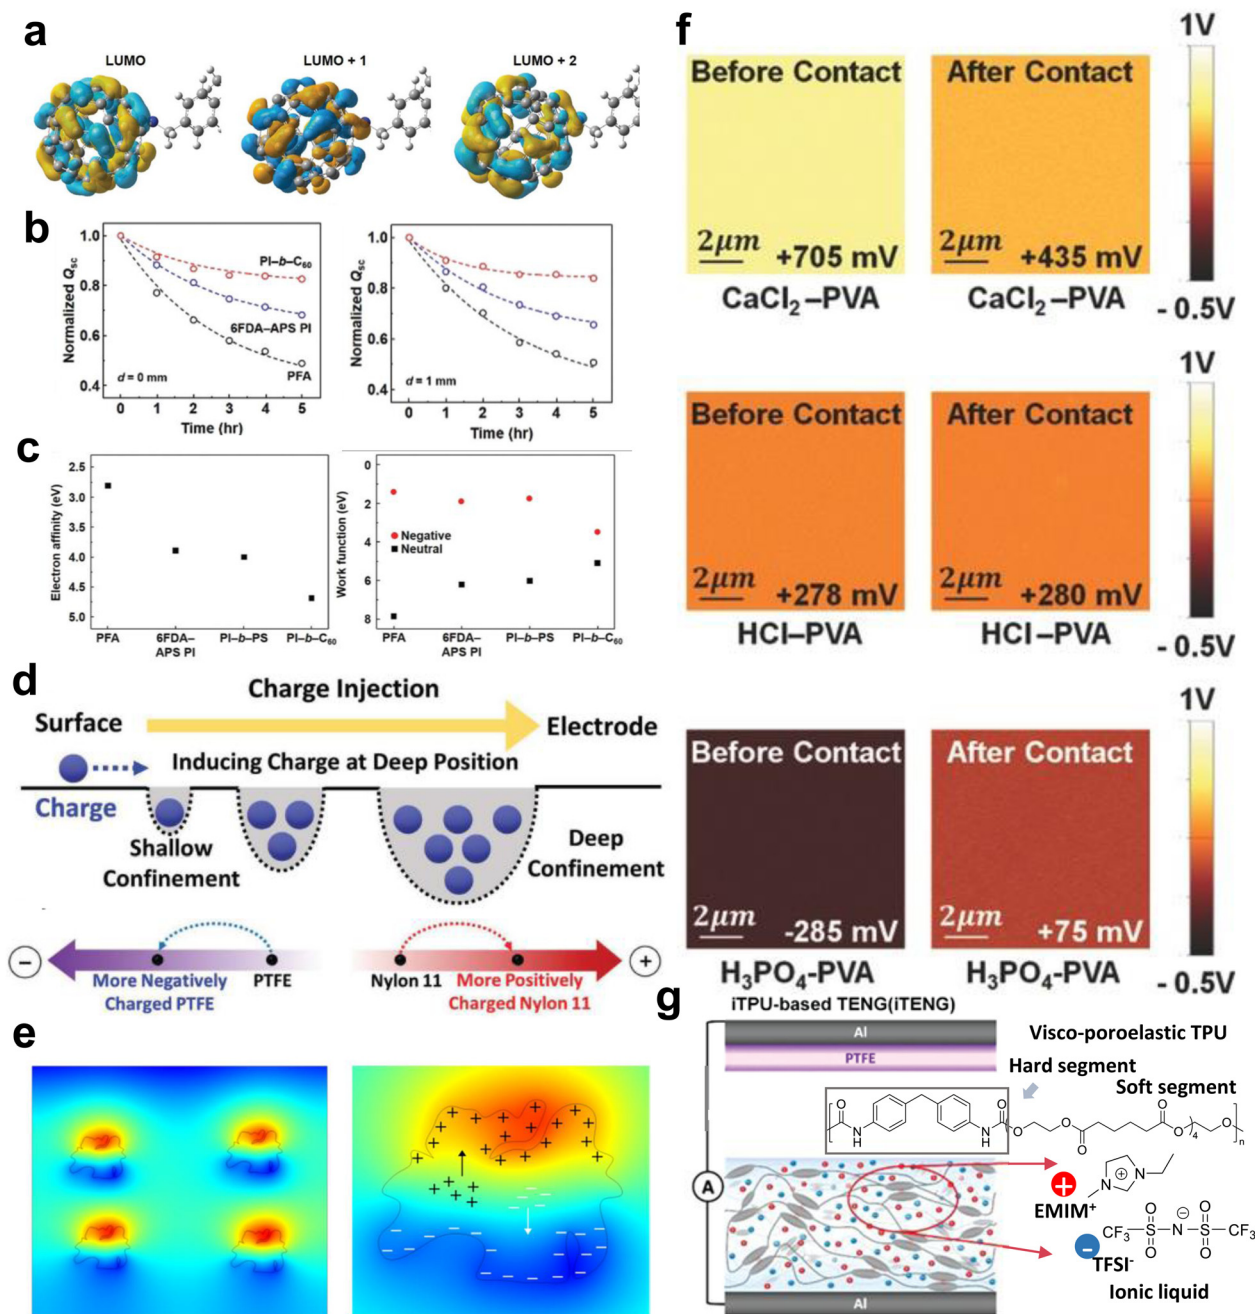 a
LUMO
LUMO + 1
LUMO + 2
b
Normalized Qsc
1.0
0.8
0.6
0.4
PI–b–C60
6FDA–APS PI
PFA
d = 0 mm
0 1 2 3 4 5
Time (hr)
Normalized Qsc
1.0
0.8
0.6
0.4
d = 1 mm
0 1 2 3 4 5
Time (hr)
c
Electron affinity (eV)
2.5
3.0
3.5
4.0
4.5
5.0
PFA 6FDA– PI–b–PS PI–b–C60
APS PI
Work function (eV)
0
2
4
6
8
Negative
Neutral
PFA 6FDA– PI–b–PS PI–b–C60
APS PI
d
Charge Injection
Surface
Electrode
Inducing Charge at Deep Position
Charge
Shallow
Confinement
Deep
Confinement
−
More Negatively
Charged PTFE
PTFE
Nylon 11
More Positively
Charged Nylon 11
+
e
f
Before Contact
2μm
+705 mV
CaCl2–PVA
After Contact
2μm
+435 mV
CaCl2–PVA
1V
- 0.5V
Before Contact
2μm
+278 mV
HCl–PVA
After Contact
2μm
+280 mV
HCl–PVA
1V
- 0.5V
Before Contact
2μm
-285 mV
H3PO4-PVA
After Contact
2μm
+75 mV
H3PO4-PVA
1V
- 0.5V
g
iTPU-based TENG(iTENG)
Al
PTFE
A
Al
Visco-poroelastic TPU
Hard segment
Soft segment
O O O O
N N O O O O n
H H O O 4
+
EMIM+
N
N
+
-
TFSI-
O O
CF3 S N S CF3
O O
Ionic liquid